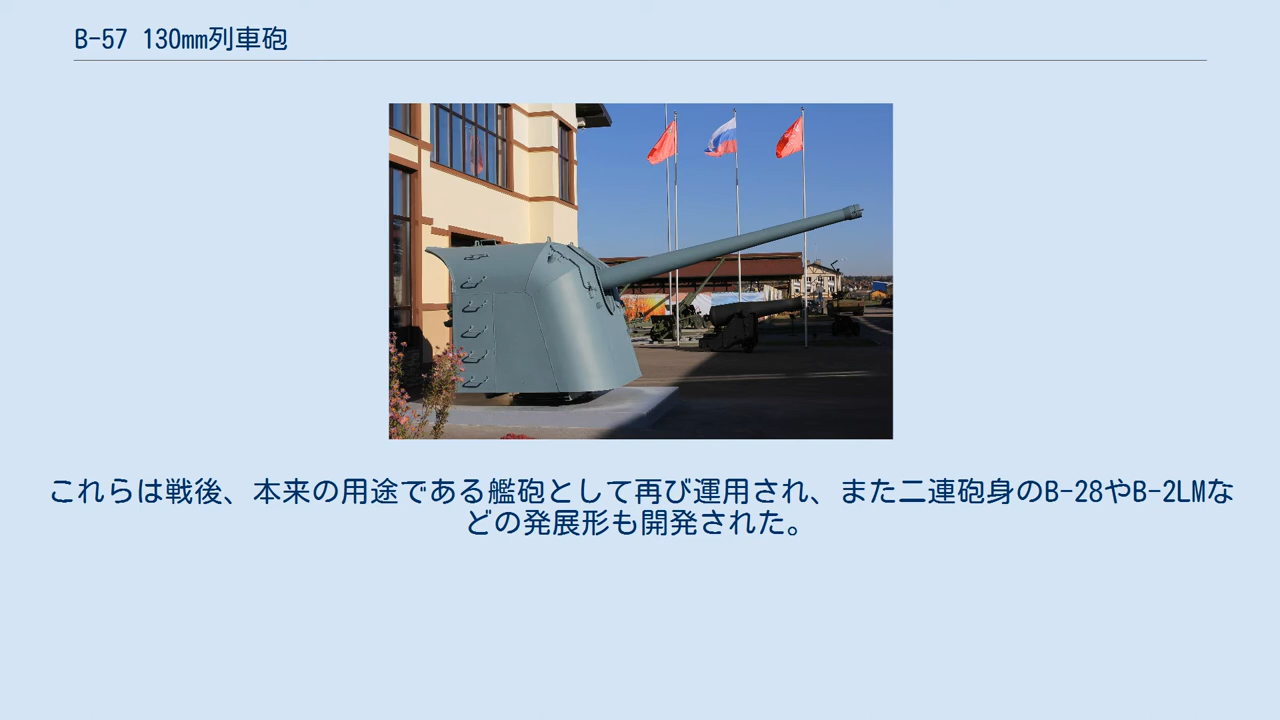 B-57 130mm列車砲
これらは戦後、本来の用途である艦砲として再び運用され、また二連砲身のB-28やB-2LMな
どの発展形も開発された。